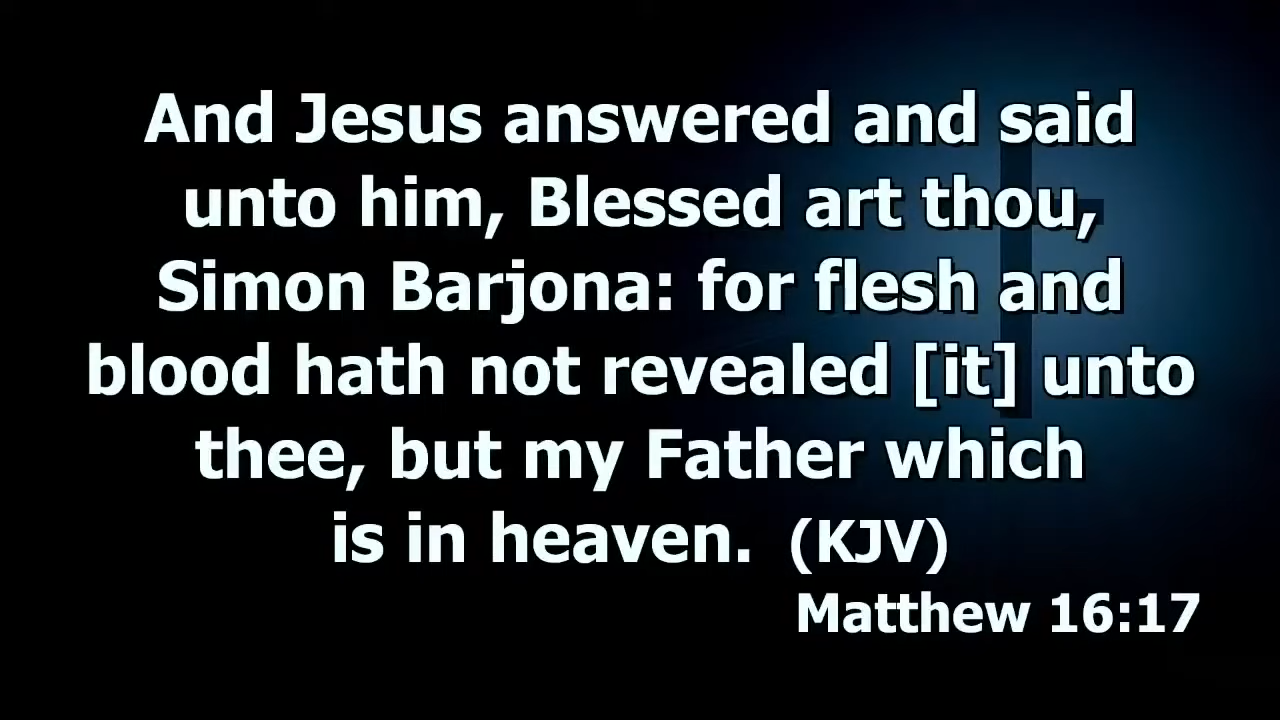 And Jesus answered and said
unto him, Blessed art thou,
Simon Barjona: for flesh and
blood hath not revealed [it] unto
thee, but my Father which
is in heaven. (KJV)
Matthew 16:17